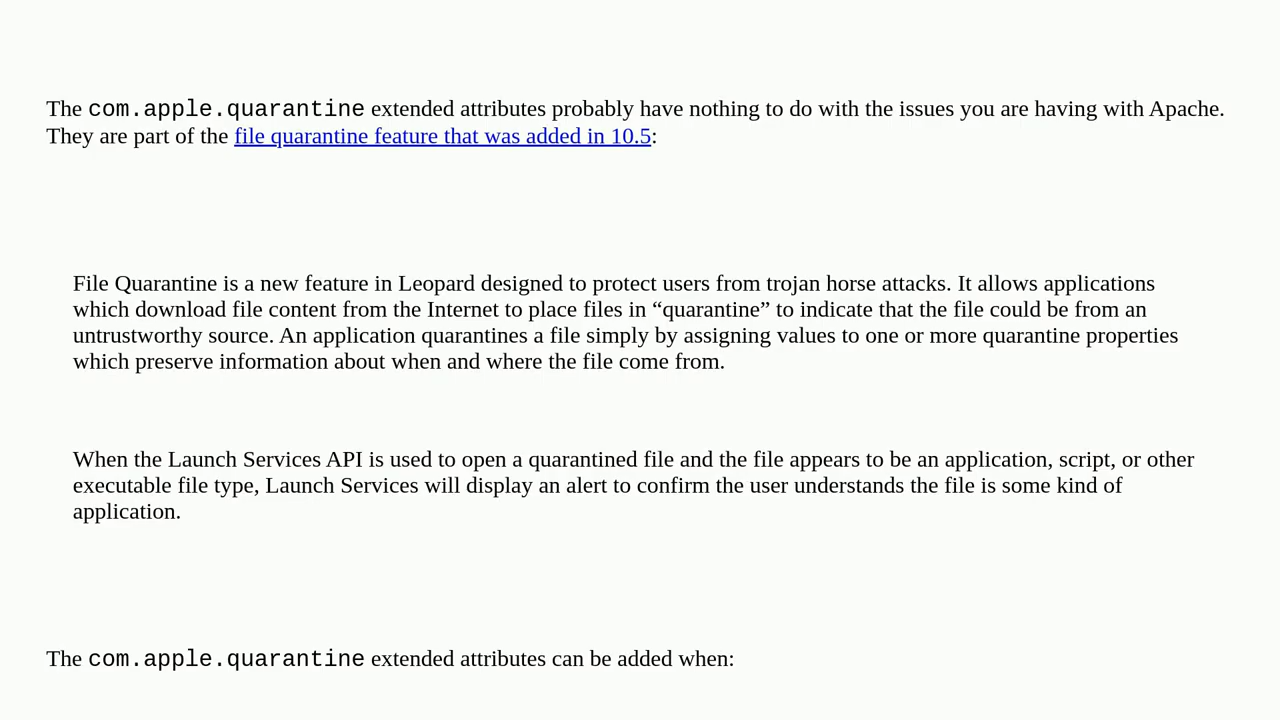 The com.apple.quarantine extended attributes probably have nothing to do with the issues you are having with Apache.
They are part of the file quarantine feature that was added in 10.5:
File Quarantine is a new feature in Leopard designed to protect users from trojan horse attacks. It allows applications
which download file content from the Internet to place files in “quarantine” to indicate that the file could be from an
untrustworthy source. An application quarantines a file simply by assigning values to one or more quarantine properties
which preserve information about when and where the file come from.
When the Launch Services API is used to open a quarantined file and the file appears to be an application, script, or other
executable file type, Launch Services will display an alert to confirm the user understands the file is some kind of
application.
The com.apple.quarantine extended attributes can be added when: